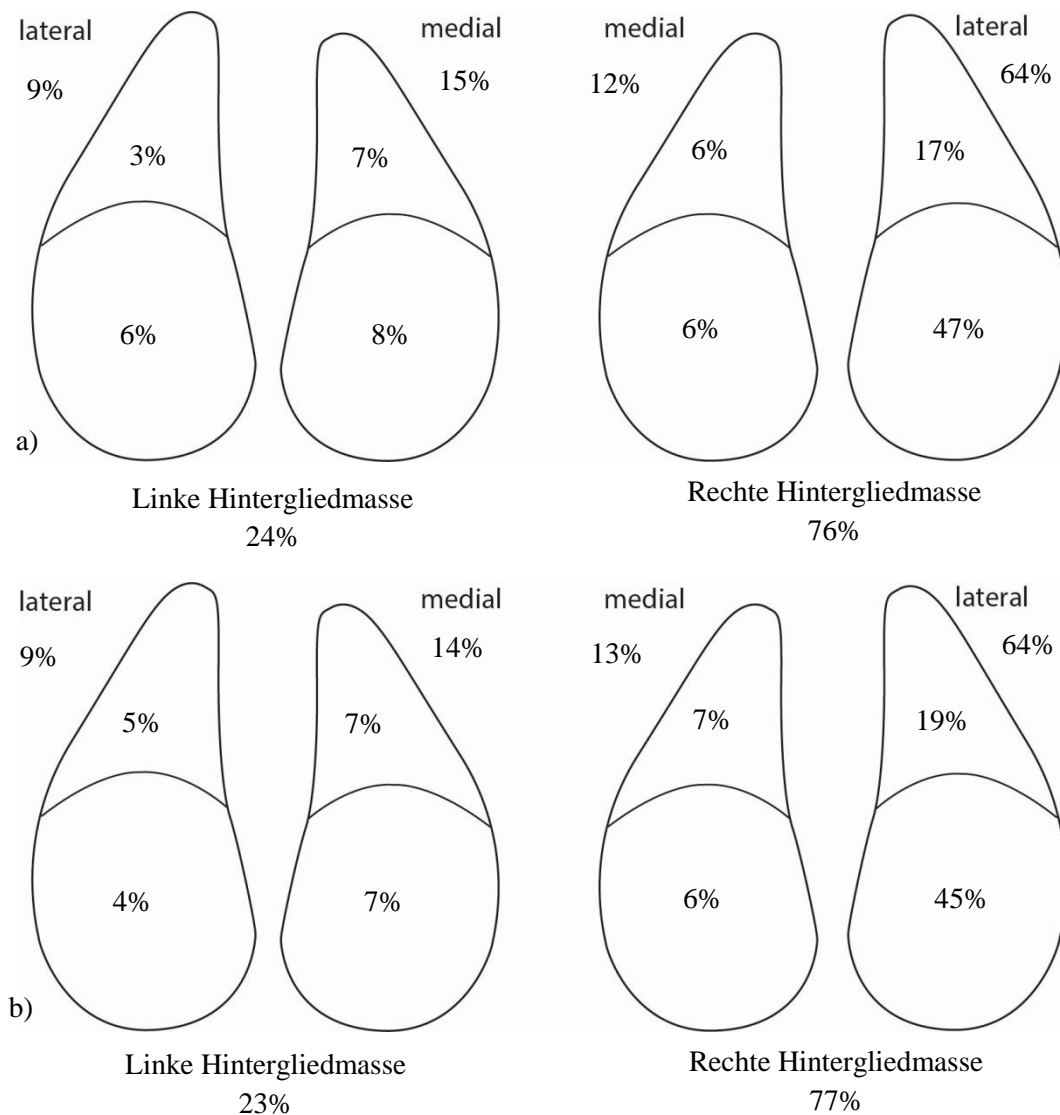 lateral medial medial lateral
9% 15% 12% 64%
3% 7% 6% 17%
6% 8% 6% 47%
a)
Linke Hintergliedmasse Rechte Hintergliedmasse
24% 76%
lateral medial medial lateral
9% 14% 13% 64%
5% 7% 7% 19%
4% 7% 6% 45%
b)
Linke Hintergliedmasse Rechte Hintergliedmasse
23% 77%